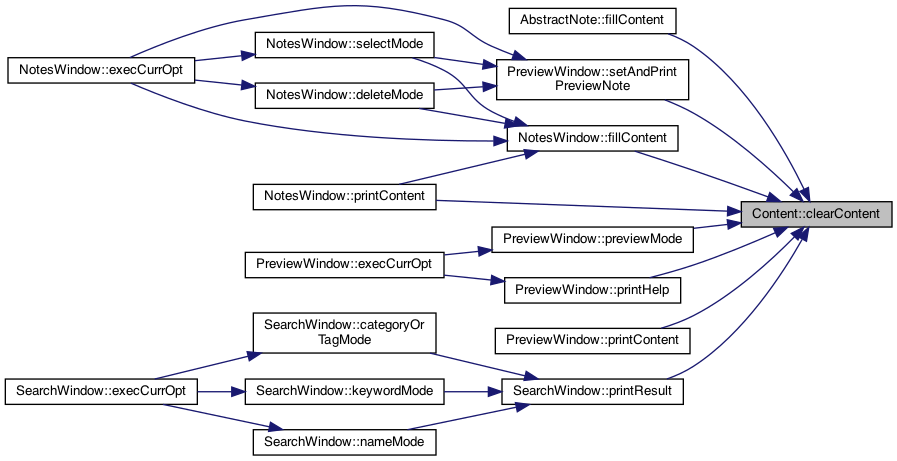 AbstractNote::fillContent
NotesWindow::selectMode
NotesWindow::execCurrOpt
PreviewWindow::setAndPrint
PreviewNote
NotesWindow::deleteMode
NotesWindow::fillContent
NotesWindow::printContent
Content::clearContent
PreviewWindow::previewMode
PreviewWindow::execCurrOpt
PreviewWindow::printHelp
SearchWindow::categoryOr
TagMode
PreviewWindow::printContent
SearchWindow::execCurrOpt
SearchWindow::keywordMode
SearchWindow::printResult
SearchWindow::nameMode